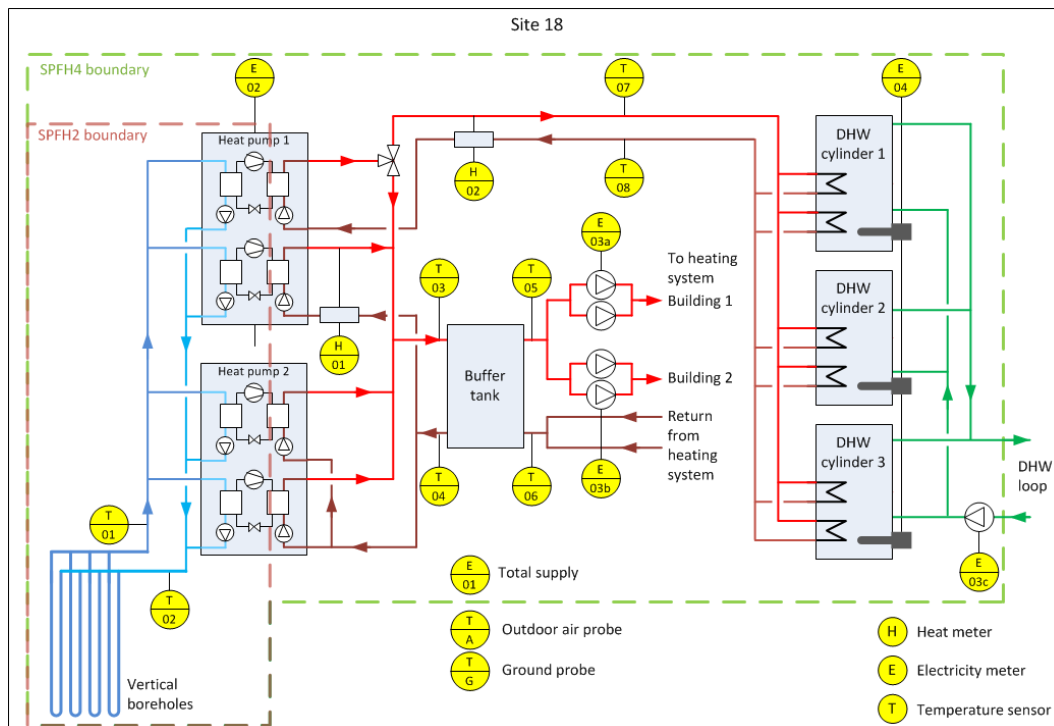 Site 18
SPFH4 boundary
E
02
T
07
E
04
SPFH2 boundary
Heat pump 1
DHW
cylinder 1
H
02
T
08
E
03a
To heating
system
T
03
T
05
Building 1
DHW
cylinder 2
H
01
Heat pump 2
Buffer
tank
Building 2
Return
from
heating
system
DHW
cylinder 3
T
04
T
06
E
03b
DHW
loop
T
01
E
01
Total supply
E
03c
T
02
T
A
Outdoor air probe
H
Heat meter
T
G
Ground probe
E
Electricity meter
Vertical
boreholes
T
Temperature sensor